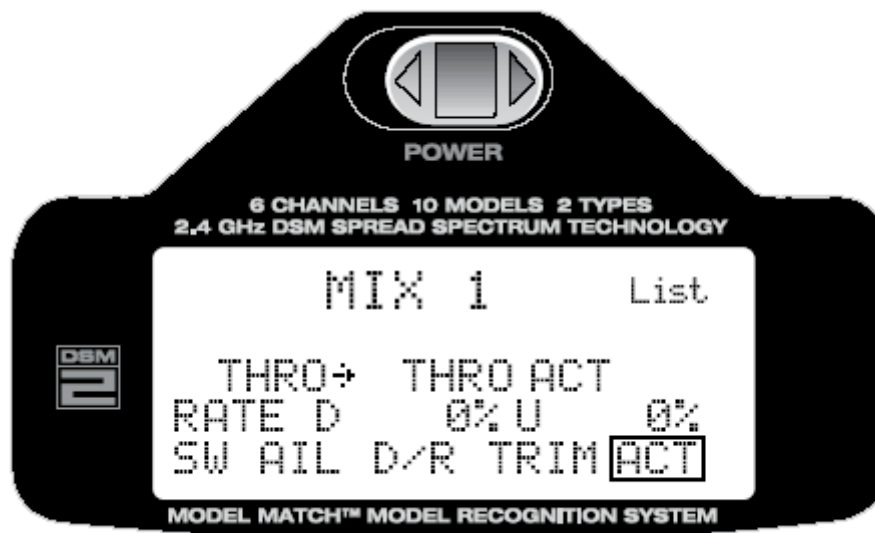 POWER
6 CHANNELS 10 MODELS 2 TYPES
2.4 GHz DSM SPREAD SPECTRUM TECHNOLOGY
MIX 1 List
DSM
2
THRO→ THRO ACT
RATE D 0% U 0%
SW AIL D/R TRIM ACT
MODEL MATCH™ MODEL RECOGNITION SYSTEM